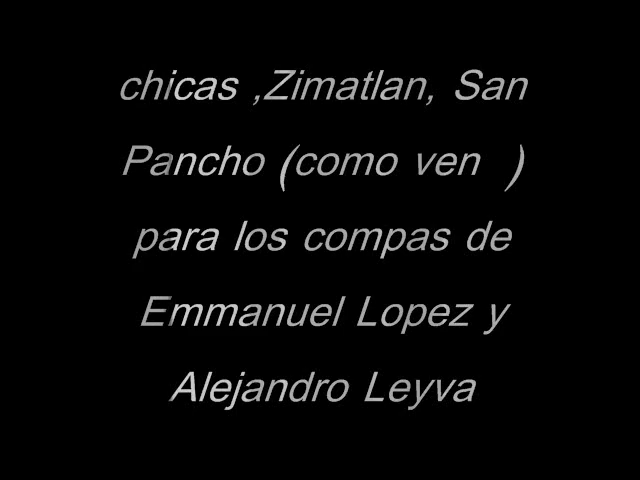 chicas ,Zimatlan, San
Pancho (como ven  )
para los compas de
Emmanuel Lopez y
Alejandro Leyva